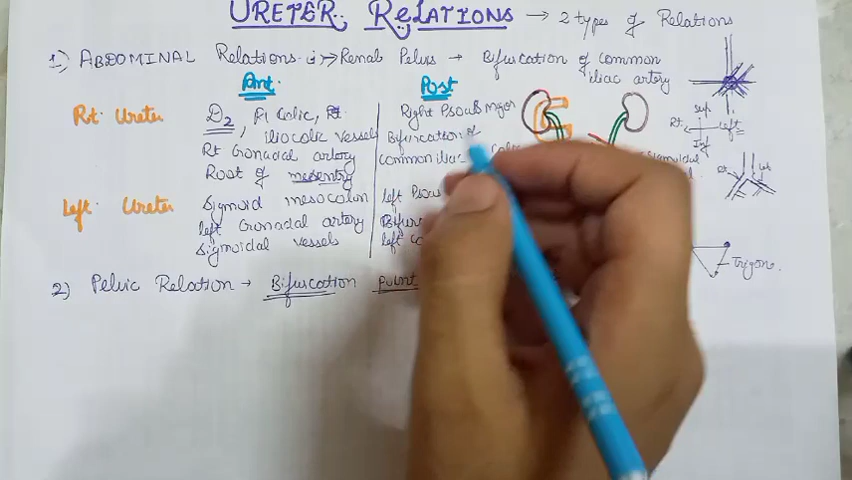 URETER RELATIONS → 2 types of Relations
1) ABDOMINAL Relations :→ Renal Pelvis → Bifurcation of common iliac artery
Ant.
Post
Rt. Ureter
D2, Rt Colic,
iliocolic vessels
Rt Gonadal artery
Root of mesentry
Right Psoas Major
Bifurcation of
common iliac
Left Ureter
Sigmoid mesocolon
left Gonadal artery
Sigmoidal vessels
left Psoas
left
Sup.
Rt.
Left
Inf
Trigone.
2) Pelvic Relation → Bifurcation Point